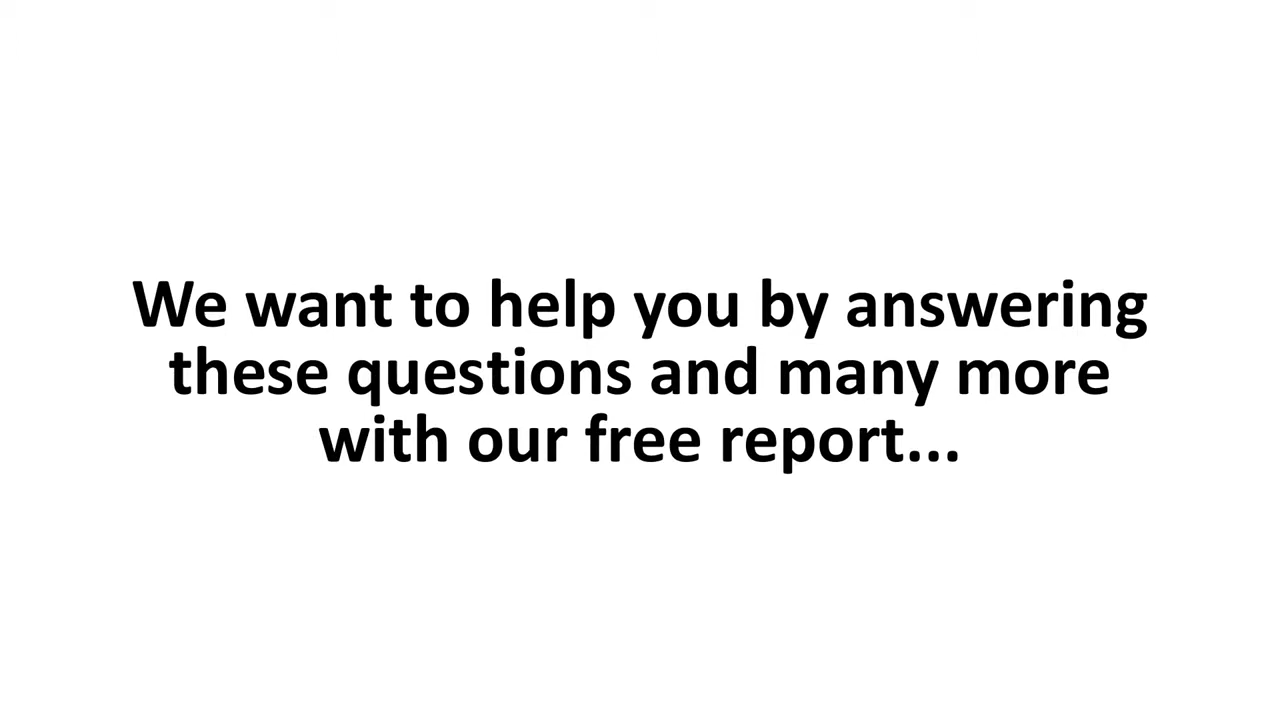 We want to help you by answering
these questions and many more
with our free report...